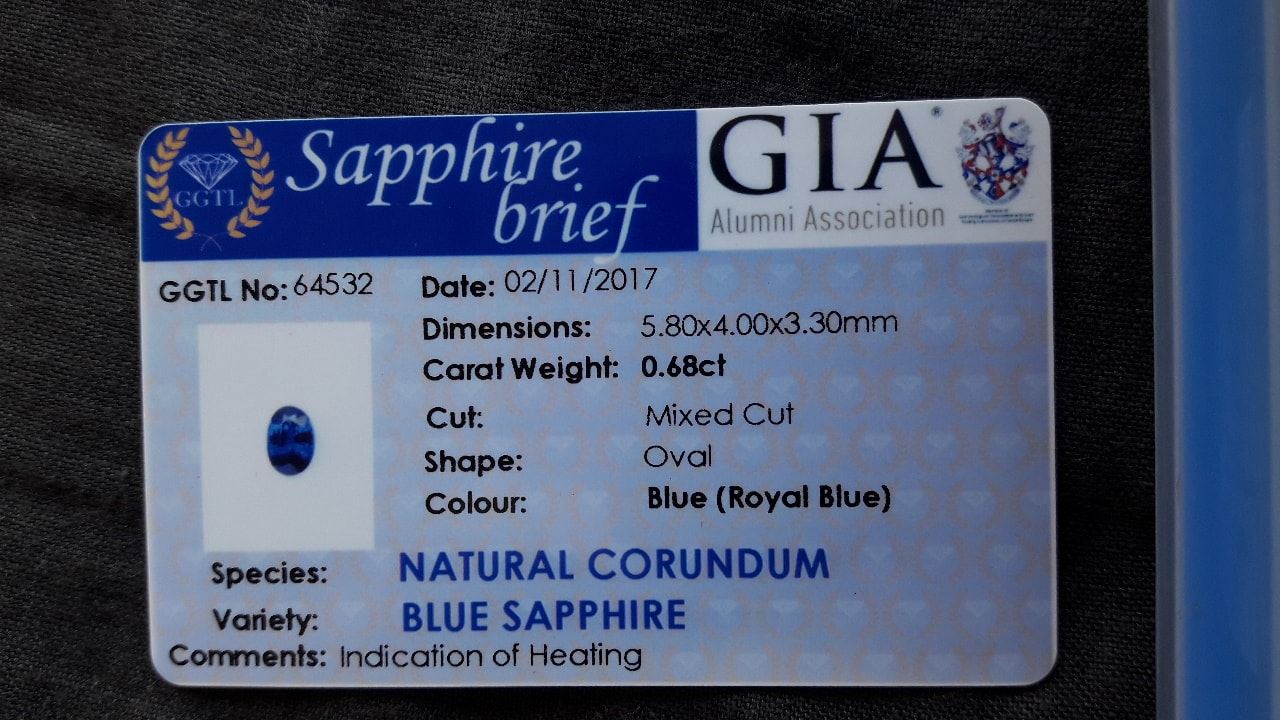 GGTL
Sapphire
brief
GIA®
Alumni Association
GGTL No: 64532
Date: 02/11/2017
Dimensions: 5.80x4.00x3.30mm
Carat Weight: 0.68ct
Cut: Mixed Cut
Shape: Oval
Colour: Blue (Royal Blue)
Species: NATURAL CORUNDUM
Variety: BLUE SAPPHIRE
Comments: Indication of Heating